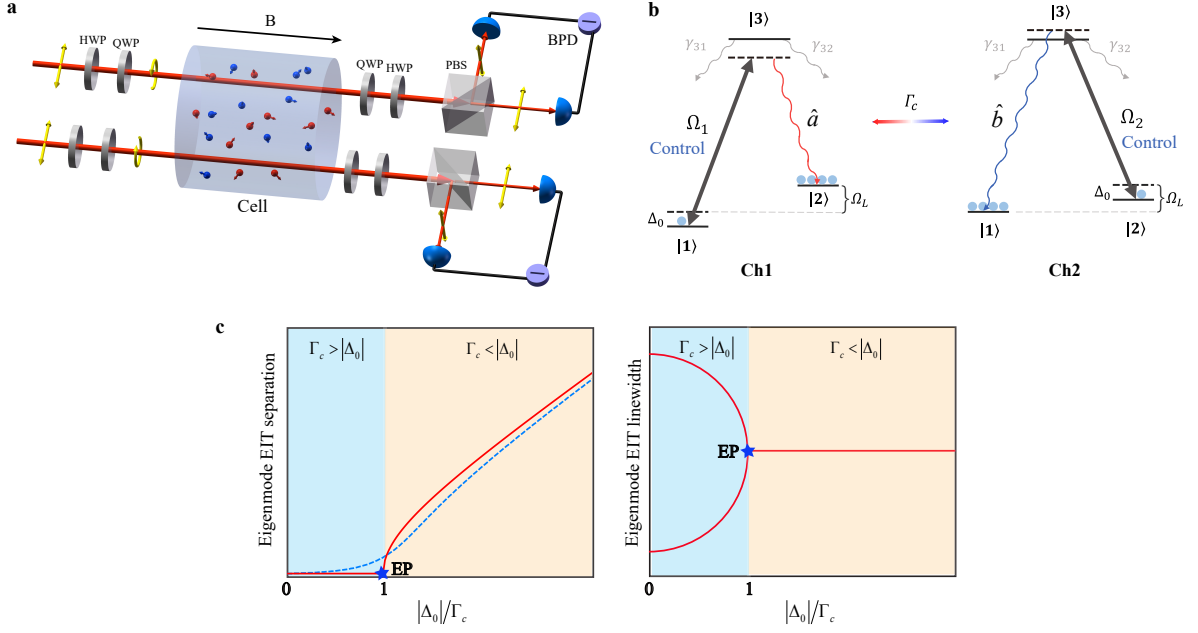 a
B
BPD
HWP
QWP
QWP
HWP
PBS
Cell
b
|3⟩
γ31
γ32
Ω1
Control
â
Δ0
|1⟩
|2⟩
ΩL
Ch1
Γc
|3⟩
γ31
γ32
b̂
Ω2
Control
Δ0
ΩL
|1⟩
|2⟩
Ch2
c
Eigenmode EIT separation
Γc > |Δ0|
Γc < |Δ0|
EP
0
1
|Δ0|/Γc
Eigenmode EIT linewidth
Γc > |Δ0|
Γc < |Δ0|
EP
0
1
|Δ0|/Γc